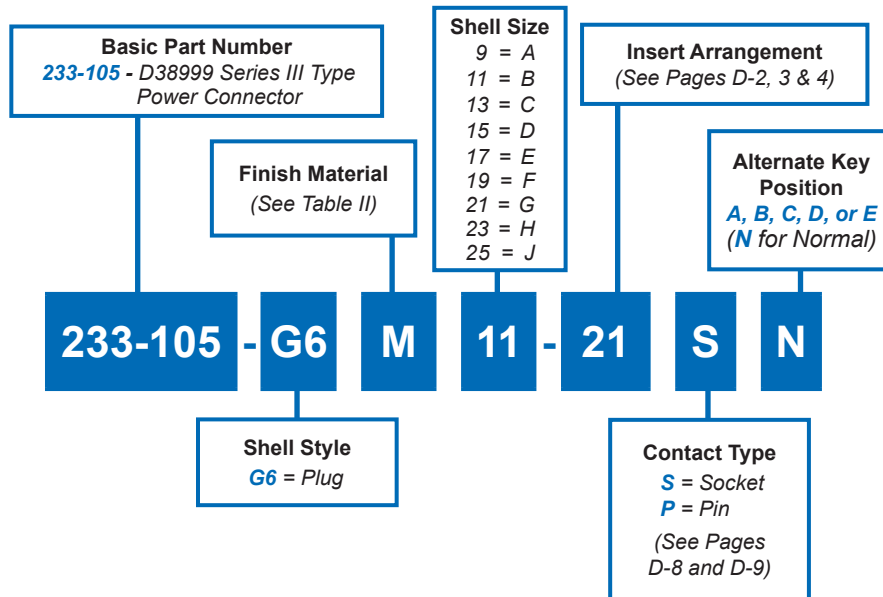 Basic Part Number
233-105 - D38999 Series III Type
Power Connector
Finish Material
(See Table II)
Shell Size
9 = A
11 = B
13 = C
15 = D
17 = E
19 = F
21 = G
23 = H
25 = J
Insert Arrangement
(See Pages D-2, 3 & 4)
Alternate Key
Position
A, B, C, D, or E
(N for Normal)
233-105 - G6 M 11 - 21 S N
Shell Style
G6 = Plug
Contact Type
S = Socket
P = Pin
(See Pages
D-8 and D-9)